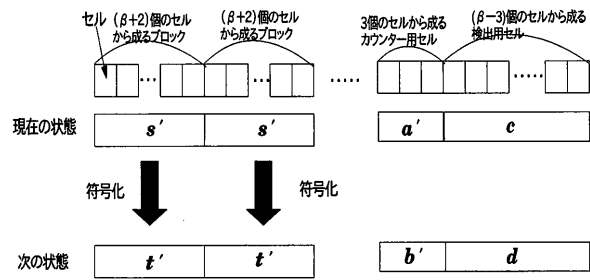 セル
(β+2)個のセル
から成るブロック
(β+2)個のセル
から成るブロック
3個のセルから成る
カウンター用セル
(β−3)個のセルから成る
検出用セル
現在の状態
s′
s′
a′
c
符号化
符号化
次の状態
t′
t′
b′
d